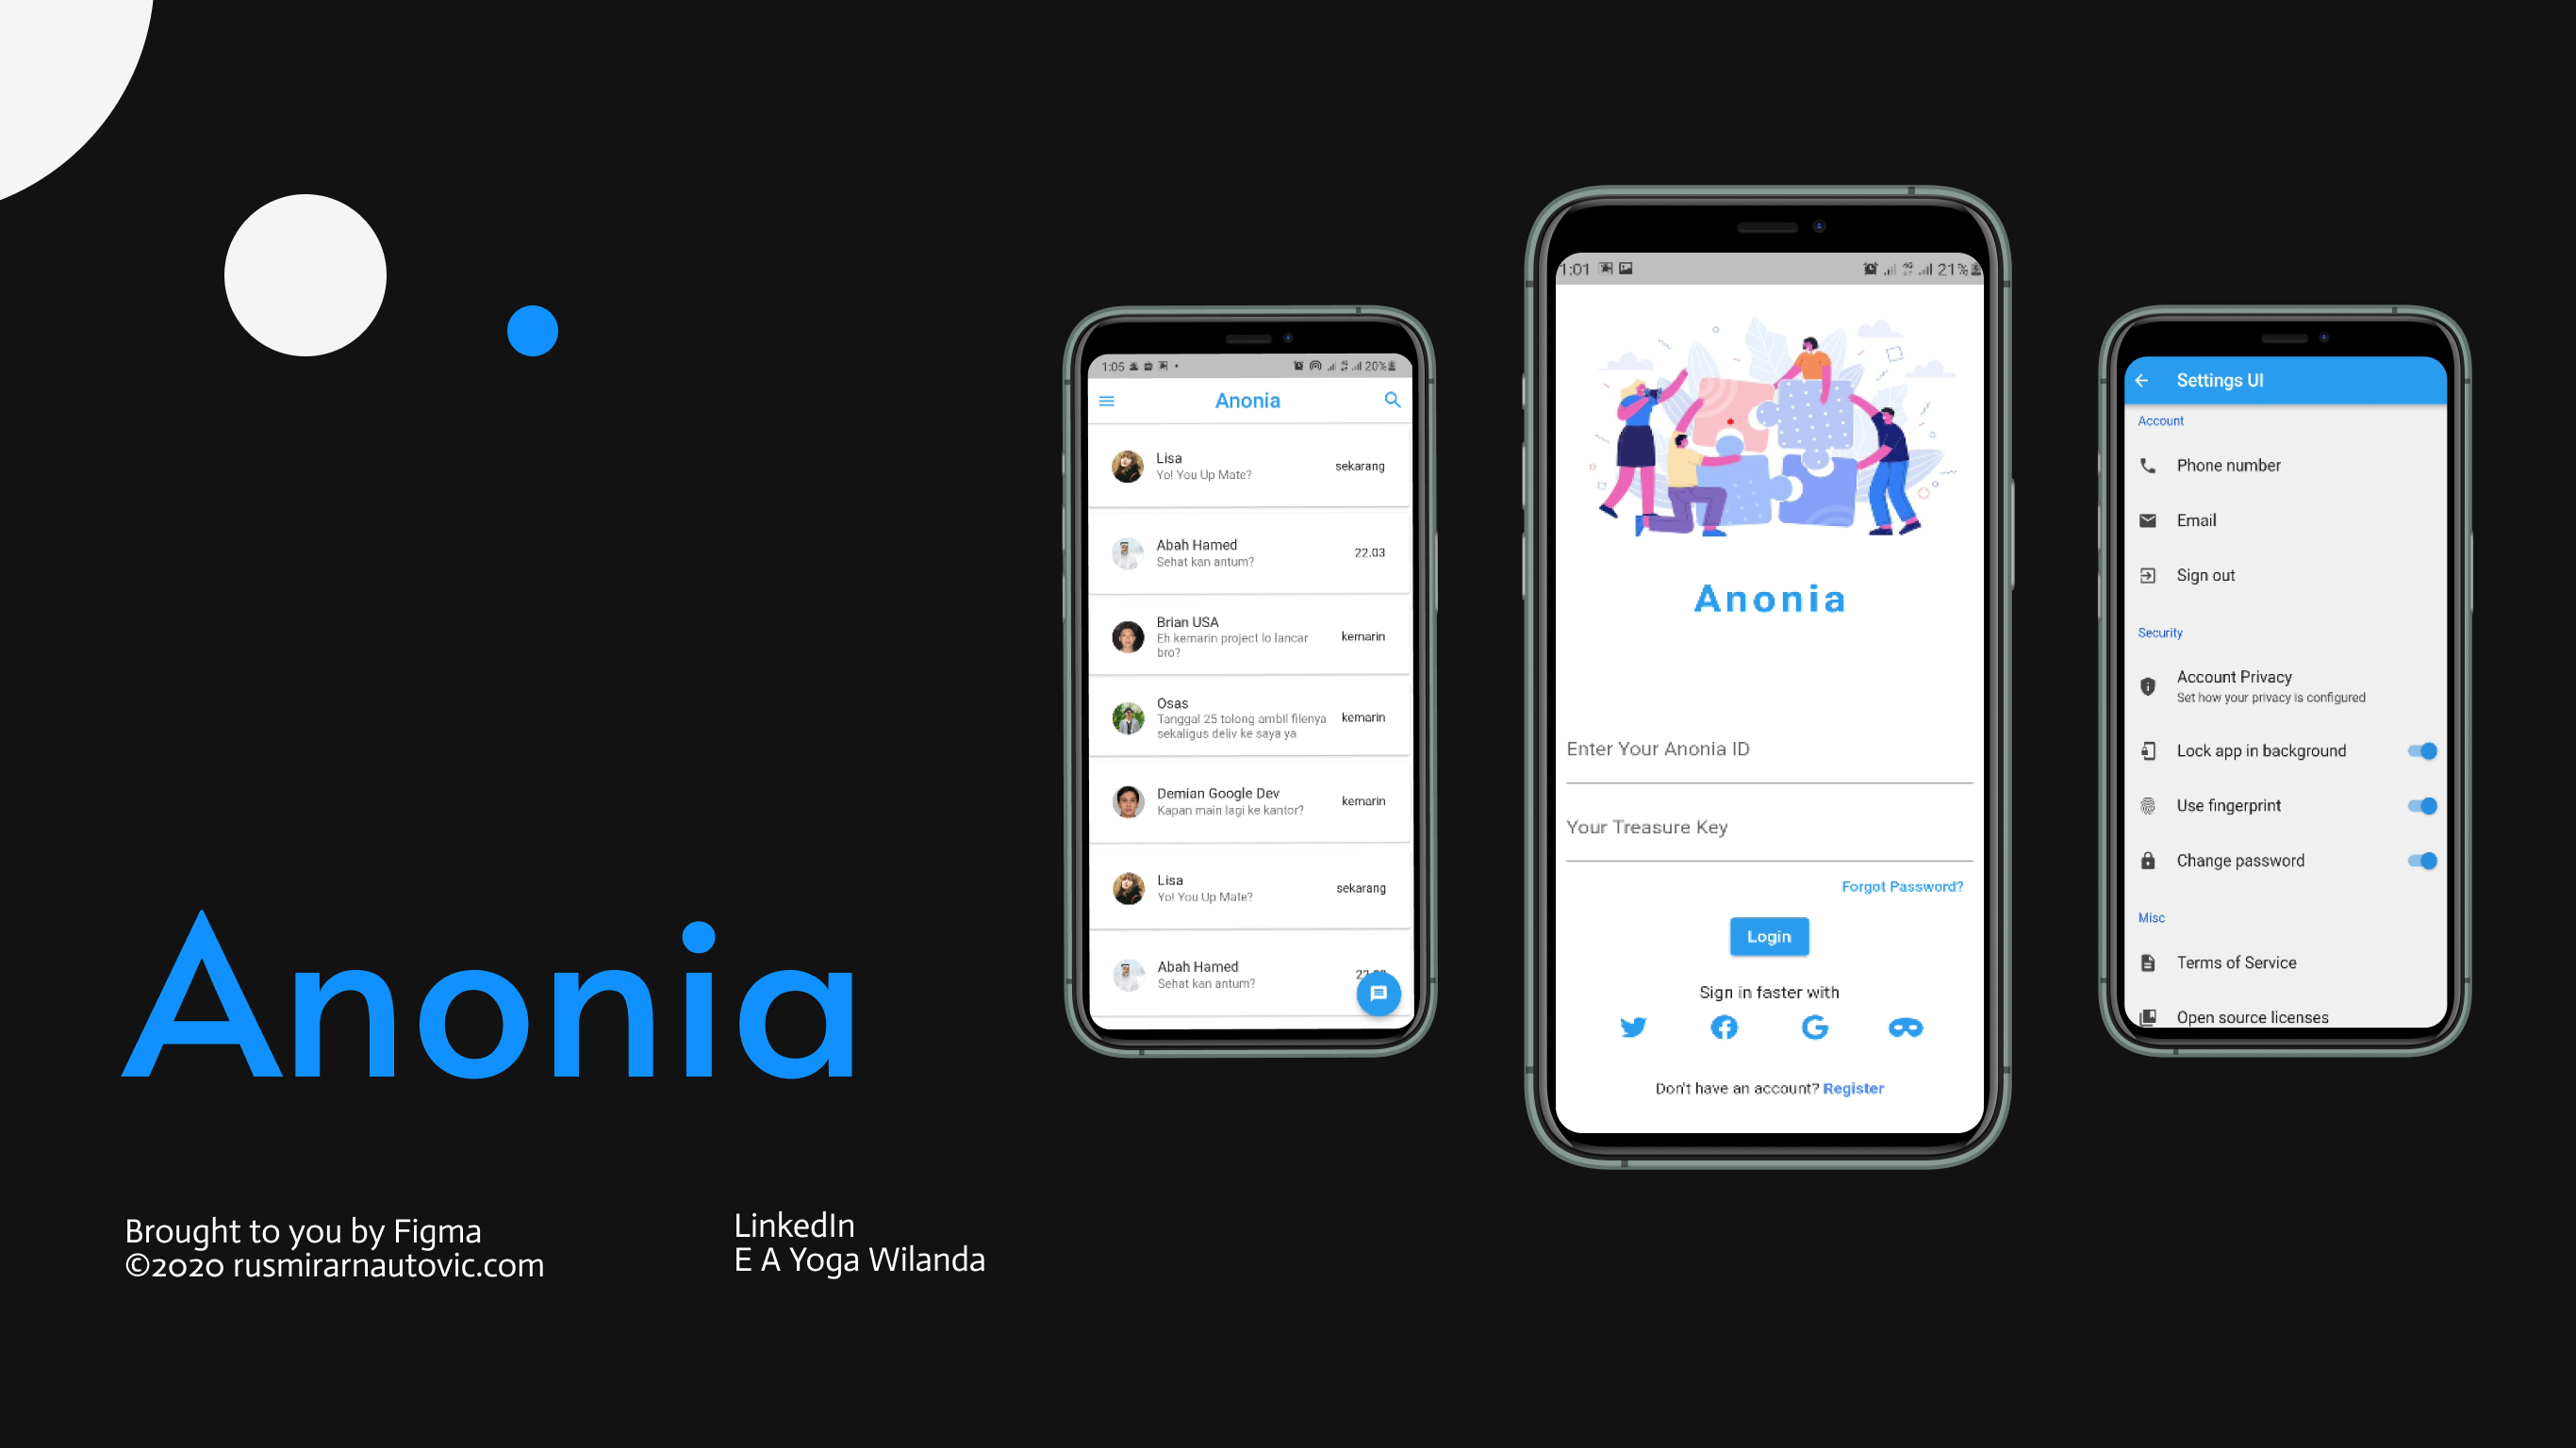 Anonia
Brought to you by Figma
©2020 rusmirarnautovic.com
LinkedIn
E A Yoga Wilanda
1:05
20%
Anonia
Lisa
Yo! You Up Mate?
sekarang
Abah Hamed
Sehat kan antum?
22.03
Brian USA
Eh kemarin project lo lancar
bro?
kemarin
Osas
Tanggal 25 tolong ambil filenya
sekaligus deliv ke saya ya
kemarin
Demian Google Dev
Kapan main lagi ke kantor?
kemarin
Lisa
Yo! You Up Mate?
sekarang
Abah Hamed
Sehat kan antum?
1:01
21%
Anonia
Enter Your Anonia ID
Your Treasure Key
Forgot Password?
Login
Sign in faster with
Don't have an account? Register
Settings UI
Account
Phone number
Email
Sign out
Security
Account Privacy
Set how your privacy is configured
Lock app in background
Use fingerprint
Change password
Misc
Terms of Service
Open source licenses